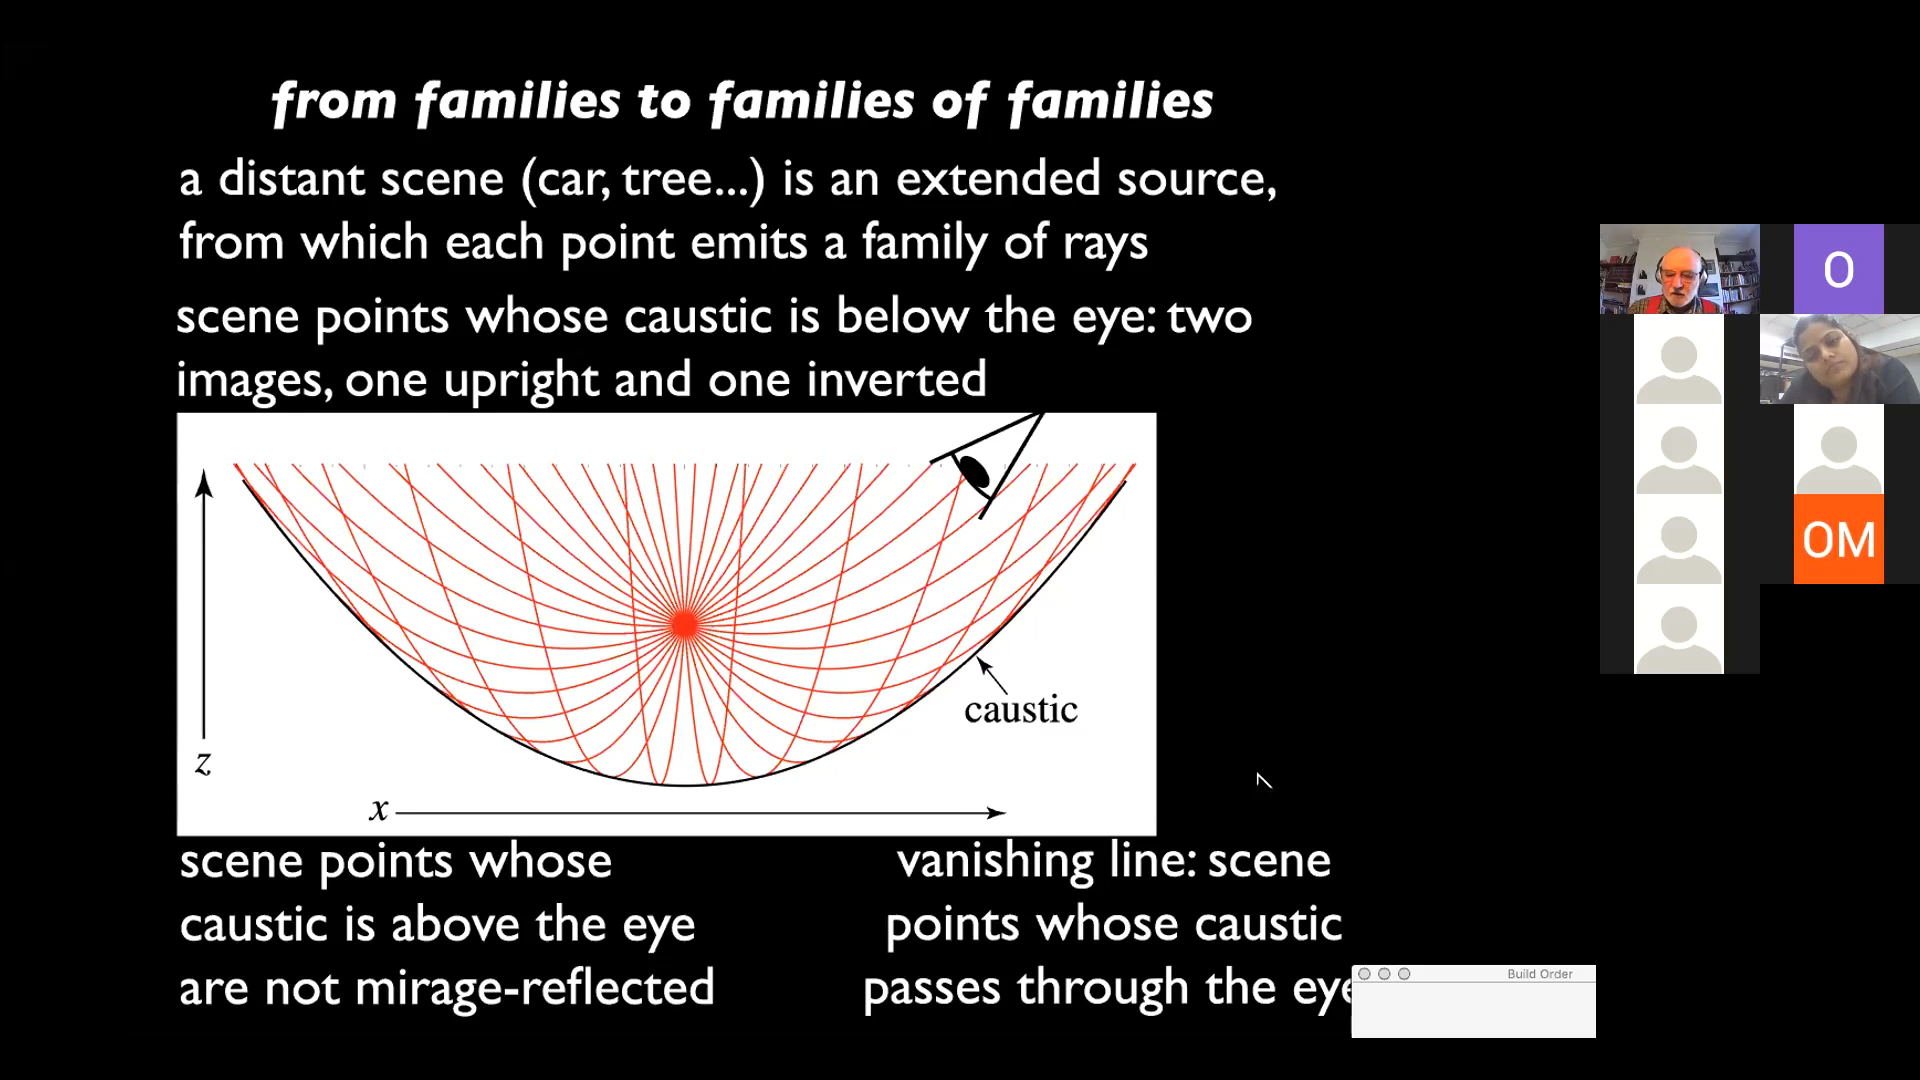 from families to families of families
a distant scene (car, tree...) is an extended source,
from which each point emits a family of rays
scene points whose caustic is below the eye: two
images, one upright and one inverted
z
x
caustic
scene points whose
caustic is above the eye
are not mirage-reflected
vanishing line: scene
points whose caustic
passes through the eye
Build Order
O
OM